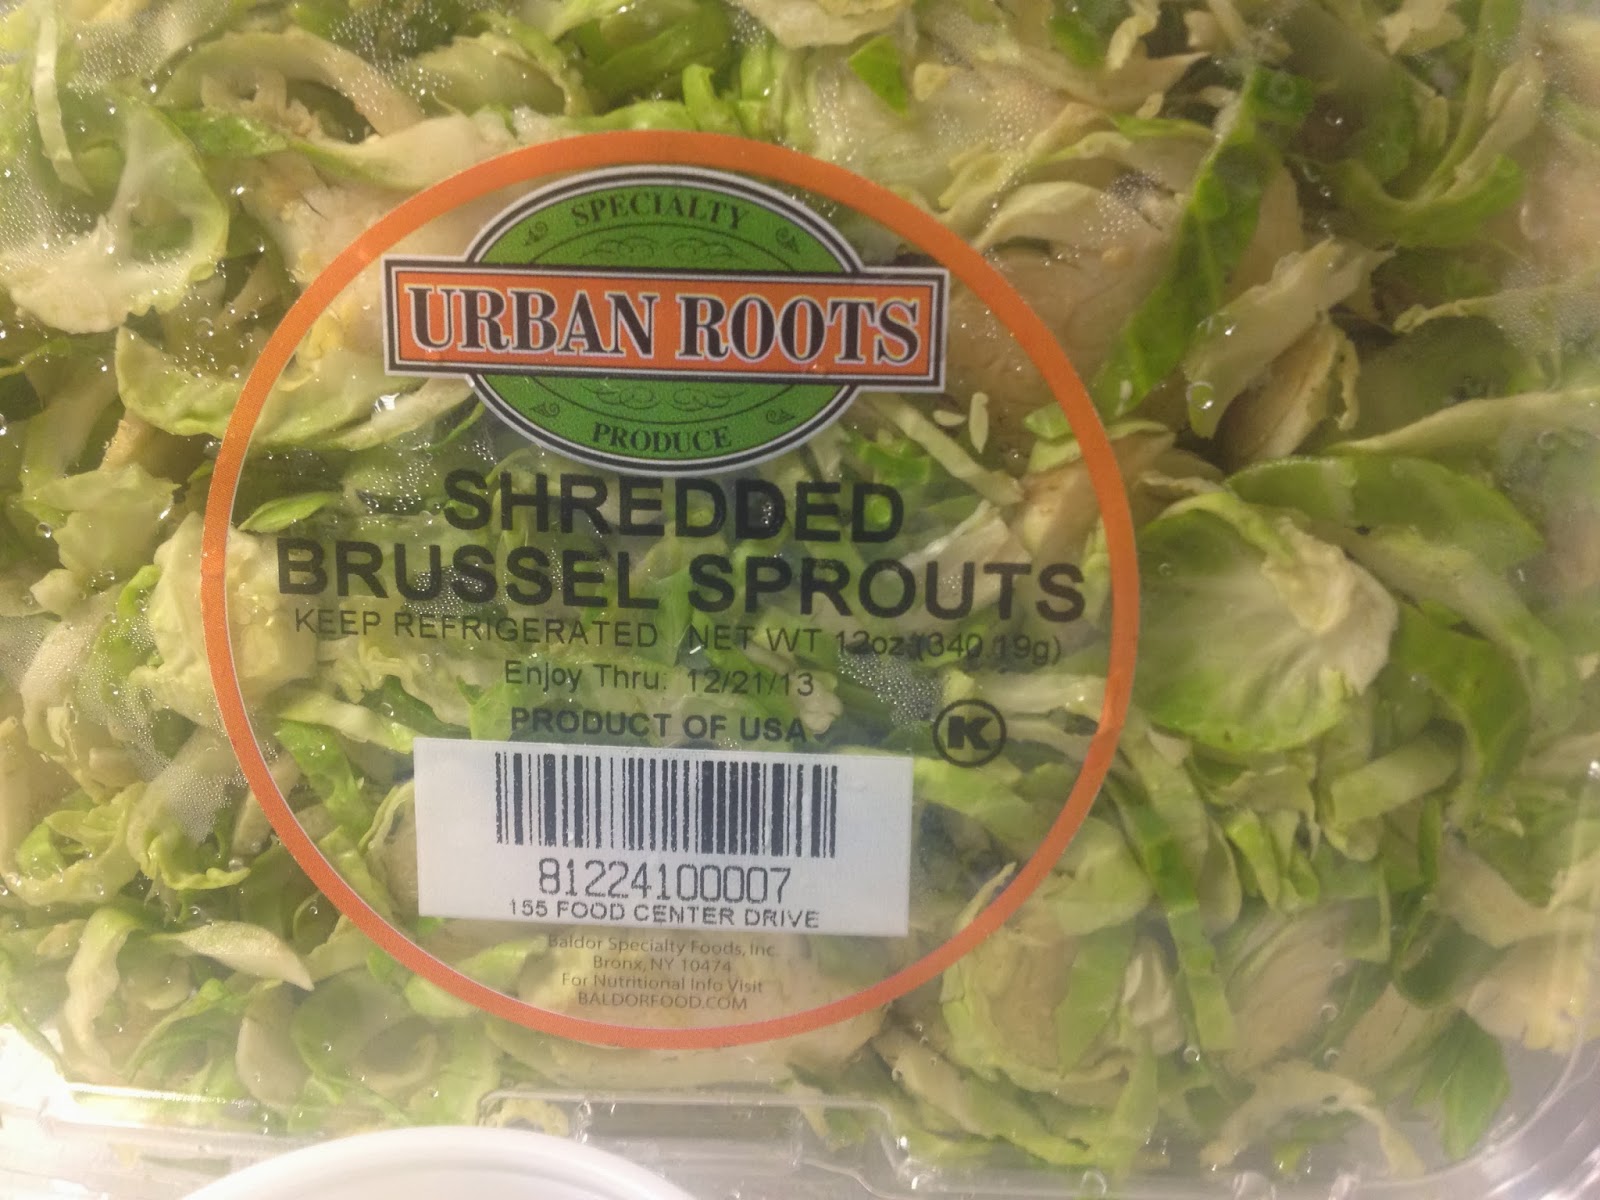 SPECIALTY
URBAN ROOTS
PRODUCE
SHREDDED
BRUSSEL SPROUTS
KEEP REFRIGERATED NET WT 12oz (340.19g)
Enjoy Thru: 12/21/13
PRODUCT OF USA
K
81224100007
155 FOOD CENTER DRIVE
Baldor Specialty Foods, Inc
Bronx, NY 10474
For Nutritional Info Visit
BALDORFOOD.COM